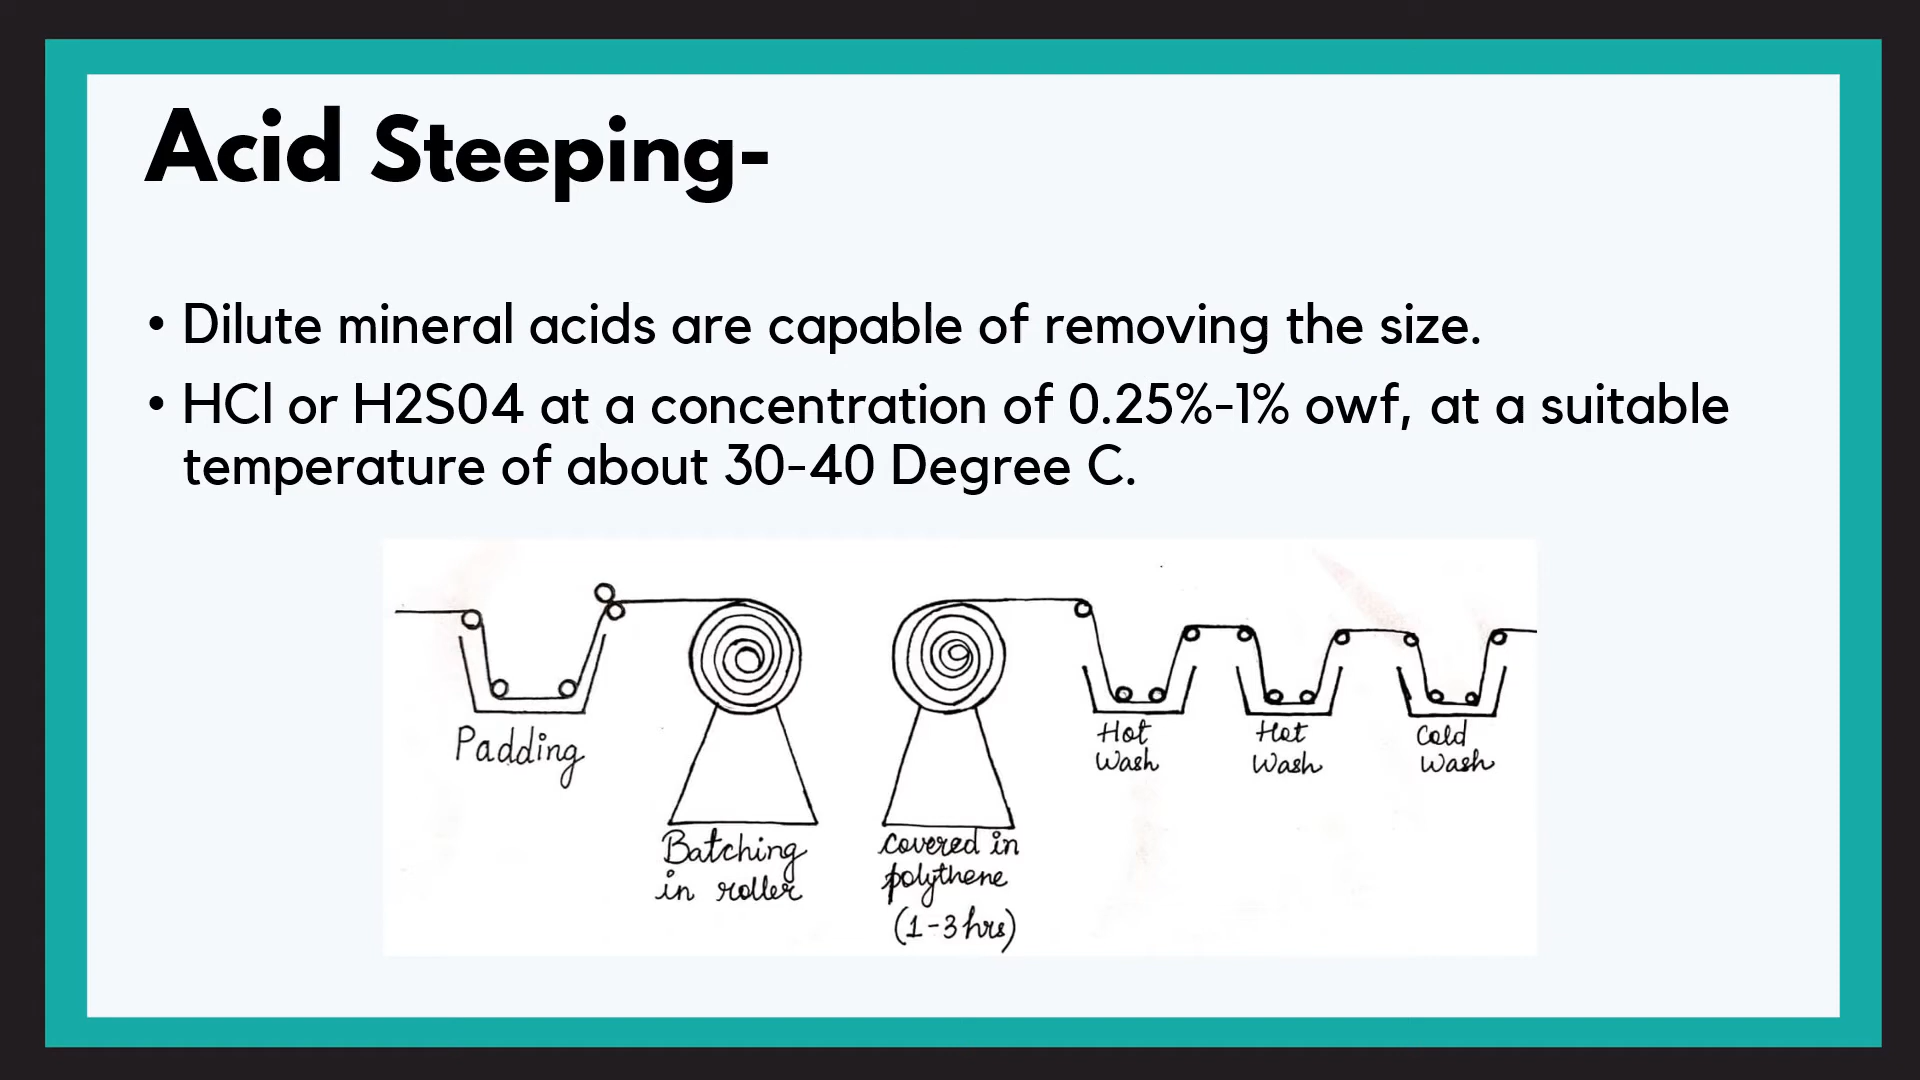 Acid Steeping-
• Dilute mineral acids are capable of removing the size.
• HCl or H2S04 at a concentration of 0.25%-1% owf, at a suitable
temperature of about 30-40 Degree C.
Padding
Batching
in roller
Covered in
polythene
(1-3 hrs)
Hot
Wash
Hot
Wash
Cold
Wash